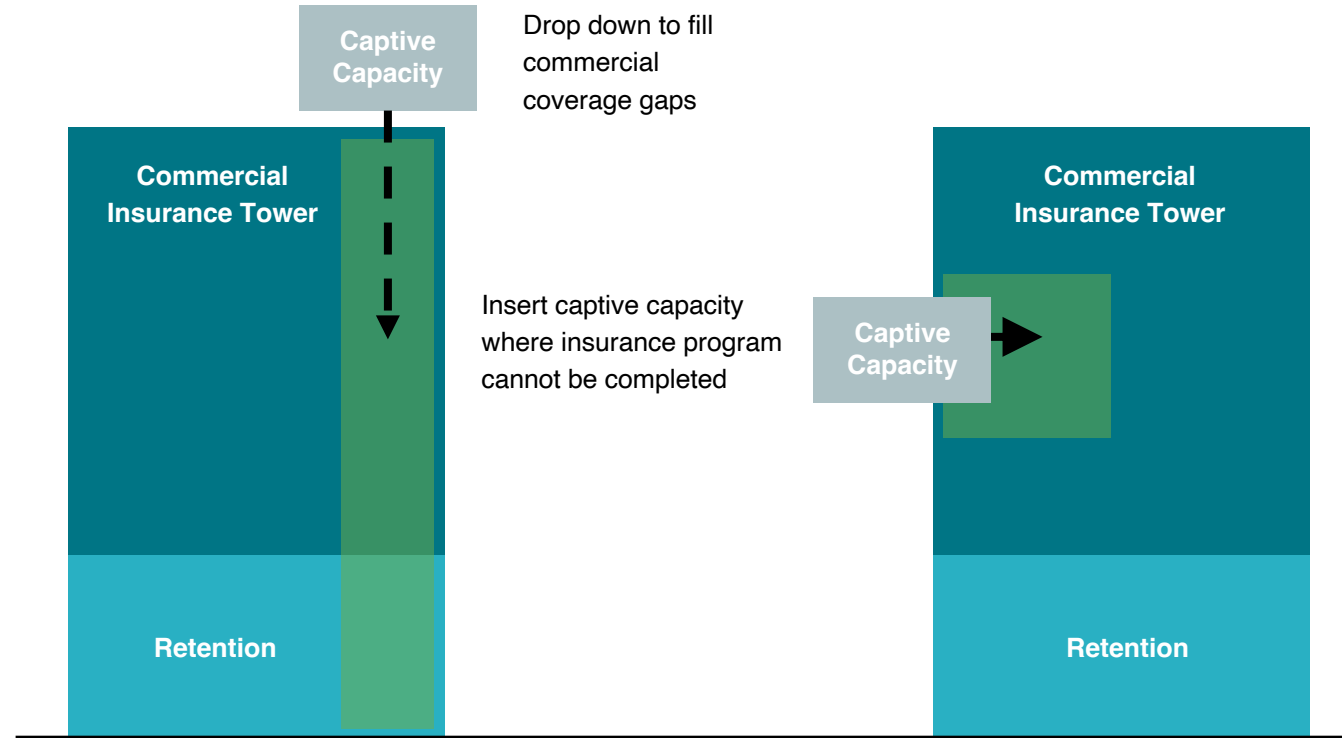 Captive
Capacity
Drop down to fill
commercial
coverage gaps
Commercial
Insurance Tower
Retention
Insert captive capacity
where insurance program
cannot be completed
Captive
Capacity
Commercial
Insurance Tower
Retention